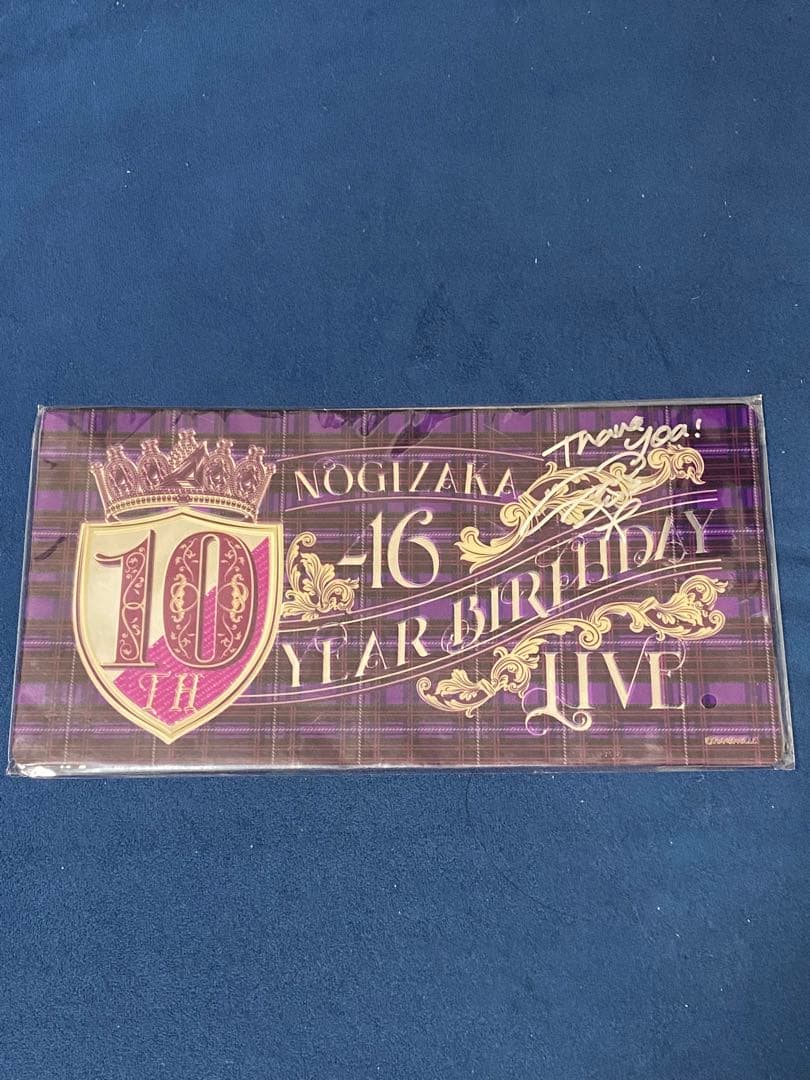 10
TH
NOGIZAKA
46
YEAR BIRTHDAY
LIVE
Thank you!